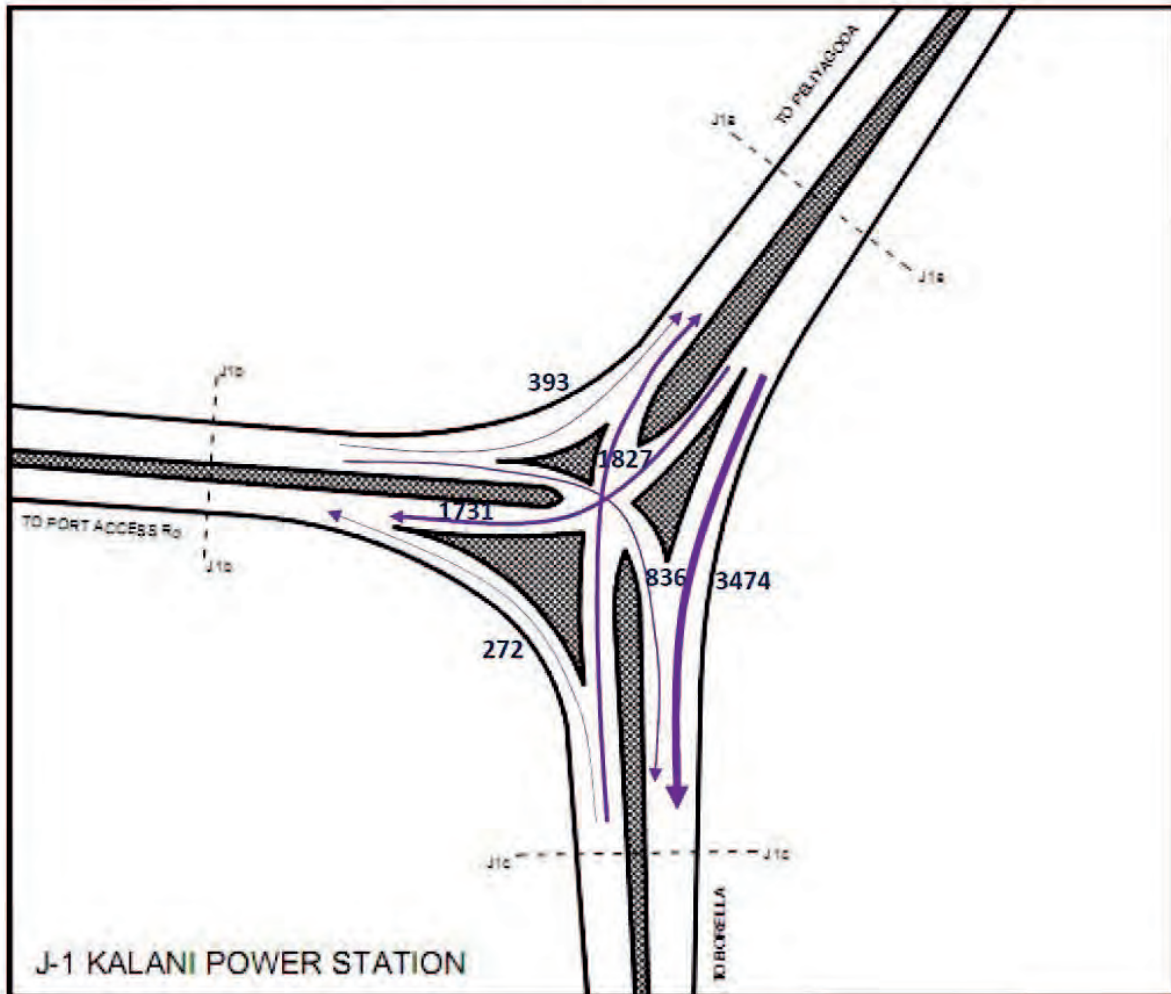 TO PELIYAGODA
J1a
J1a
393
J1b
1827
1731
TO PORT ACCESS Rd
J1b
836
3474
272
J1c
J1c
TO BORELLA
J-1 KALANI POWER STATION